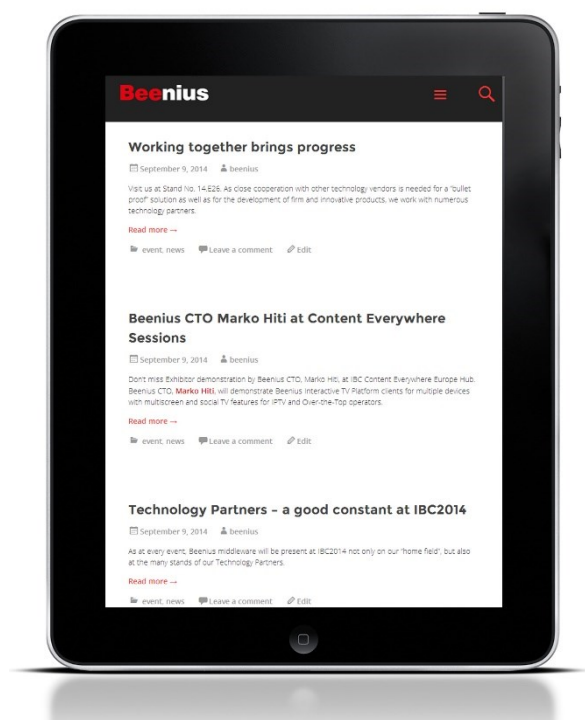 Beenius
Working together brings progress
September 9, 2014 beenius
Visit us at Stand No. 14.E26. As close cooperation with other technology vendors is needed for a "bullet
proof" solution as well as for the development of firm and innovative products, we work with numerous
technology partners.
Read more →
event, news Leave a comment Edit
Beenius CTO Marko Hiti at Content Everywhere
Sessions
September 9, 2014 beenius
Don't miss Exhibitor demonstration by Beenius CTO, Marko Hiti, at IBC Content Everywhere Europe Hub.
Beenius CTO, Marko Hiti, will demonstrate Beenius Interactive TV Platform clients for multiple devices
with multiscreen and social TV features for IPTV and Over-the-Top operators.
Read more →
event, news Leave a comment Edit
Technology Partners – a good constant at IBC2014
September 9, 2014 beenius
As at every event, Beenius middleware will be present at IBC2014 not only on our "home field", but also
at the many stands of our Technology Partners.
Read more →
event, news Leave a comment Edit